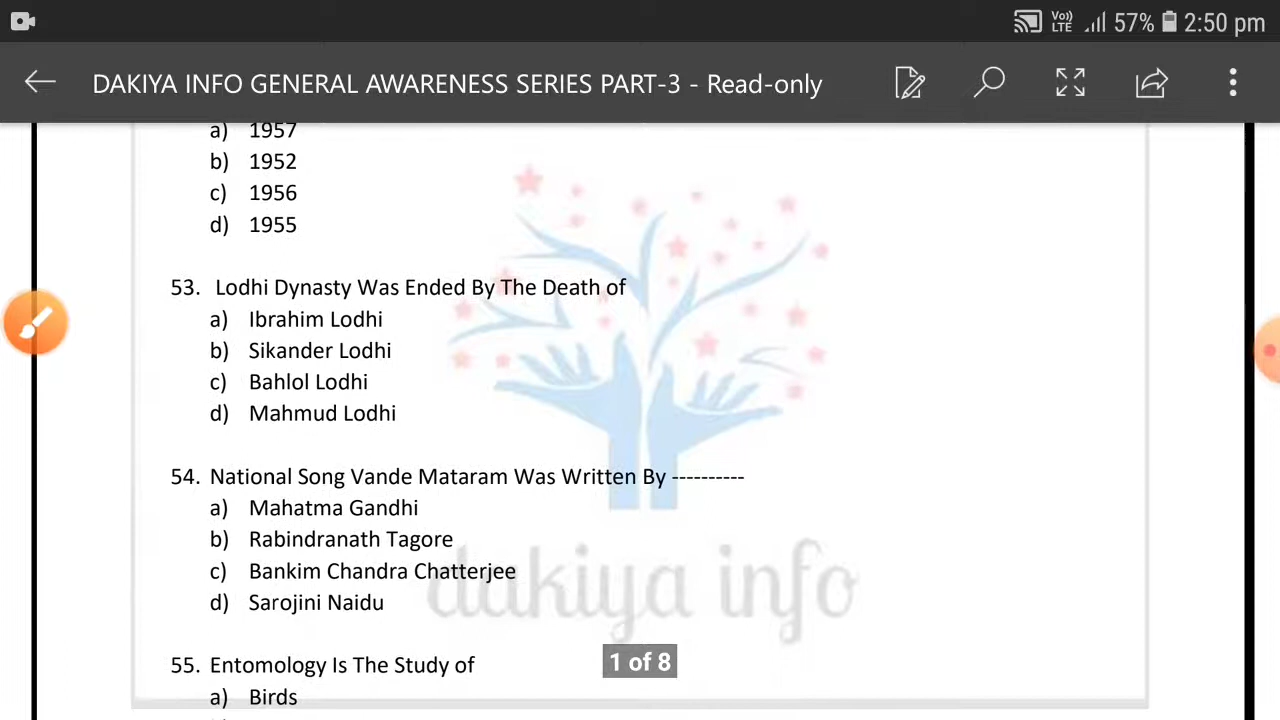 Vo)) LTE 57% 2:50 pm
DAKIYA INFO GENERAL AWARENESS SERIES PART-3 - Read-only
a) 1957
b) 1952
c) 1956
d) 1955
53. Lodhi Dynasty Was Ended By The Death of
a) Ibrahim Lodhi
b) Sikander Lodhi
c) Bahlol Lodhi
d) Mahmud Lodhi
54. National Song Vande Mataram Was Written By ----------
a) Mahatma Gandhi
b) Rabindranath Tagore
c) Bankim Chandra Chatterjee
d) Sarojini Naidu
dakiya info
55. Entomology Is The Study of
1 of 8
a) Birds